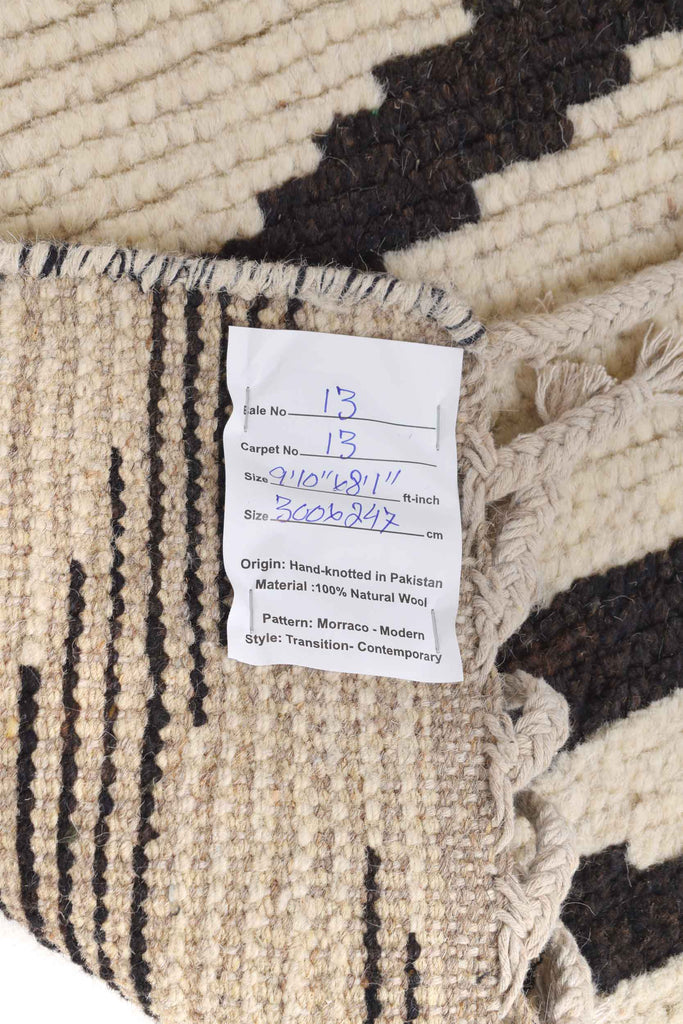 Bale No 13
Carpet No 13
Size 9'10"x8'1" ft-inch
Size 300x247 cm
Origin: Hand-knotted in Pakistan
Material :100% Natural Wool
Pattern: Morraco - Modern
Style: Transition- Contemporary